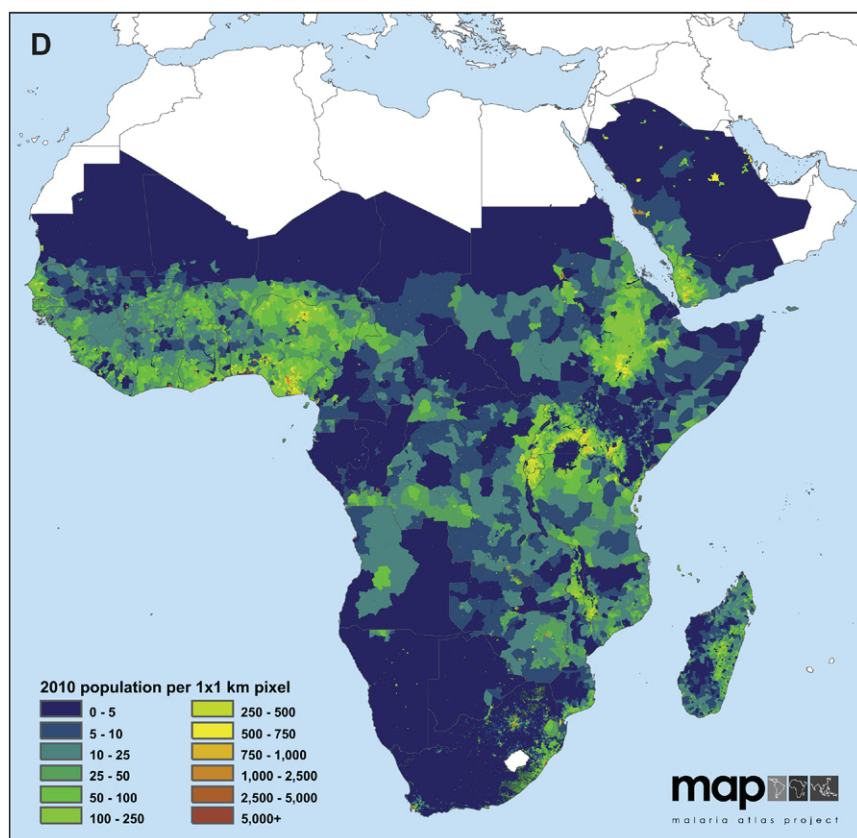 D
2010 population per 1x1 km pixel
0 - 5
5 - 10
10 - 25
25 - 50
50 - 100
100 - 250
250 - 500
500 - 750
750 - 1,000
1,000 - 2,500
2,500 - 5,000
5,000+
map
malaria atlas project